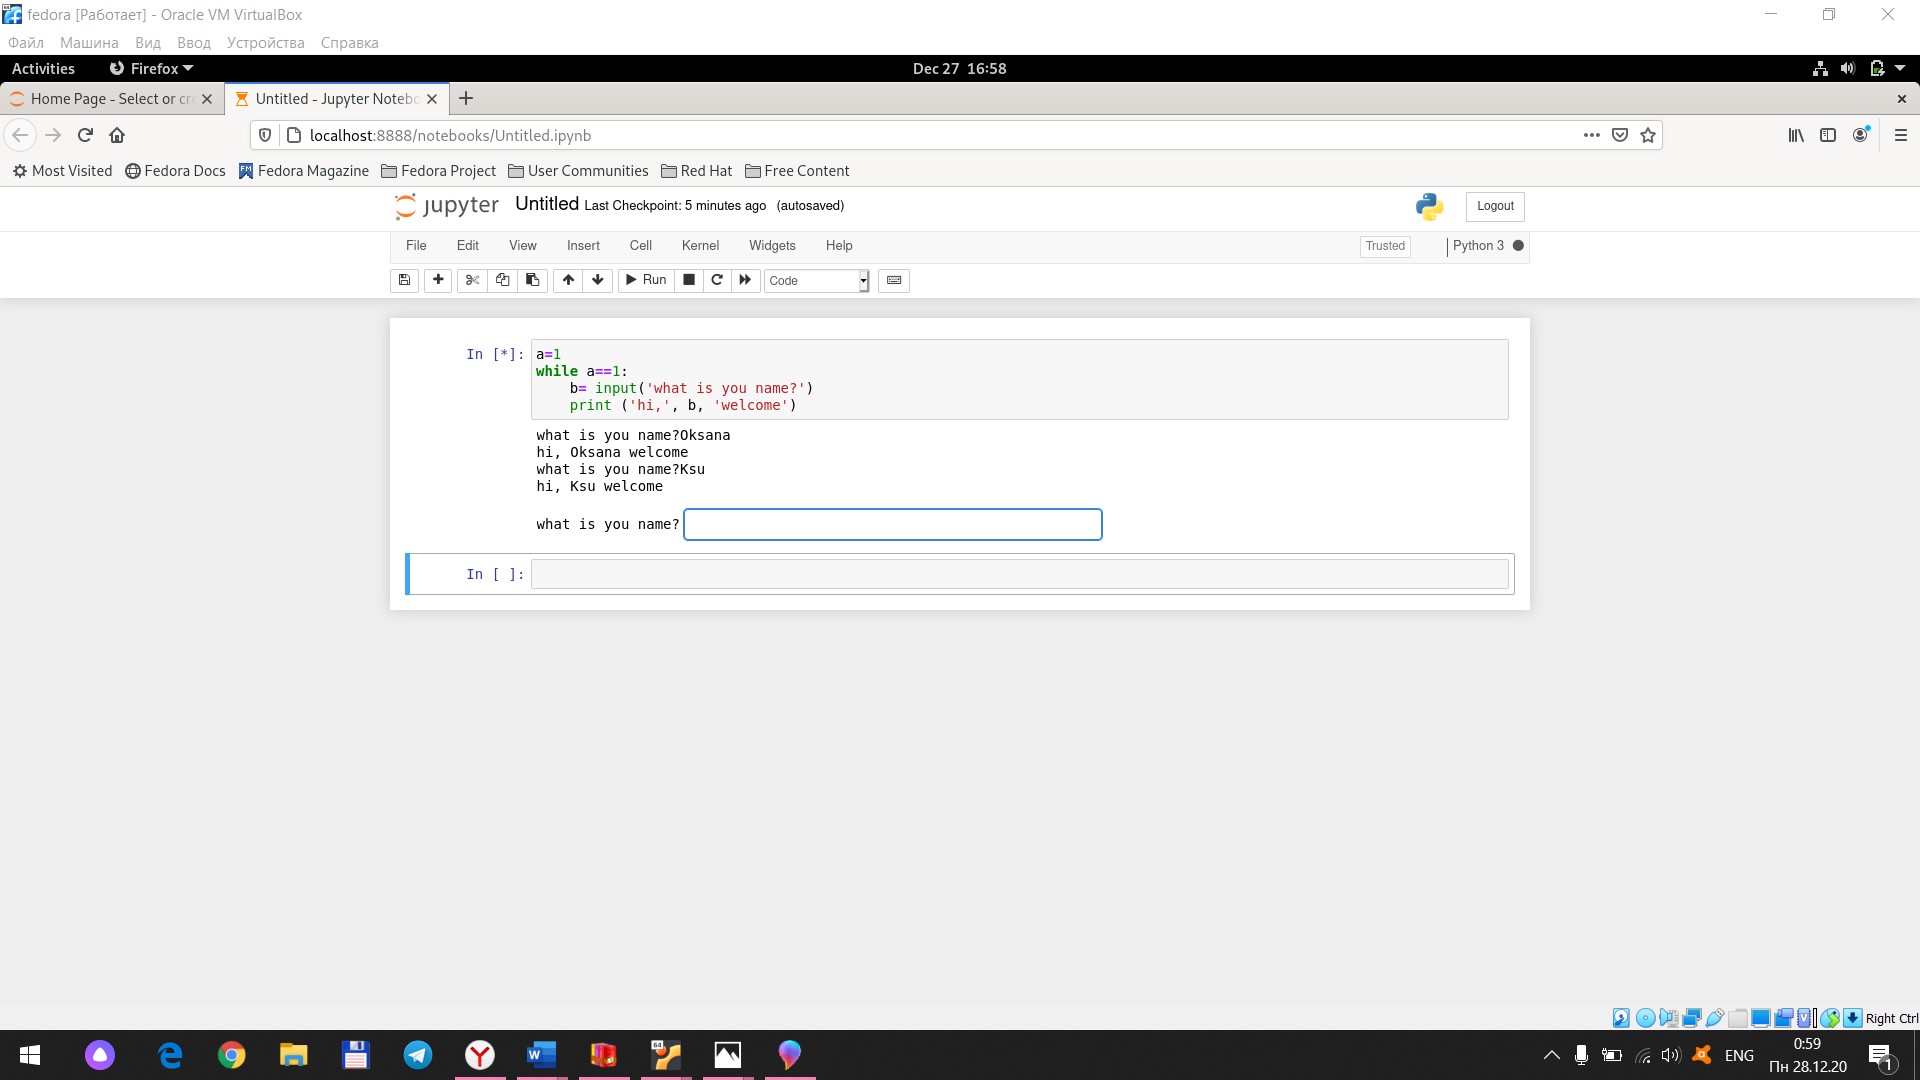 fedora [Работает] - Oracle VM VirtualBox
Файл Машина Вид Ввод Устройства Справка
Activities Firefox Dec 27 16:58
Home Page - Select or cr Untitled - Jupyter Notebo
localhost:8888/notebooks/Untitled.ipynb
Most Visited Fedora Docs Fedora Magazine Fedora Project User Communities Red Hat Free Content
jupyter Untitled Last Checkpoint: 5 minutes ago (autosaved) Logout
File Edit View Insert Cell Kernel Widgets Help Trusted Python 3
Run Code
In [*]: a=1
while a==1:
b= input('what is you name?')
print ('hi,', b, 'welcome')
what is you name?Oksana
hi, Oksana welcome
what is you name?Ksu
hi, Ksu welcome
what is you name?
In [ ]:
Right Ctrl
ENG
0:59
Пн 28.12.20
1